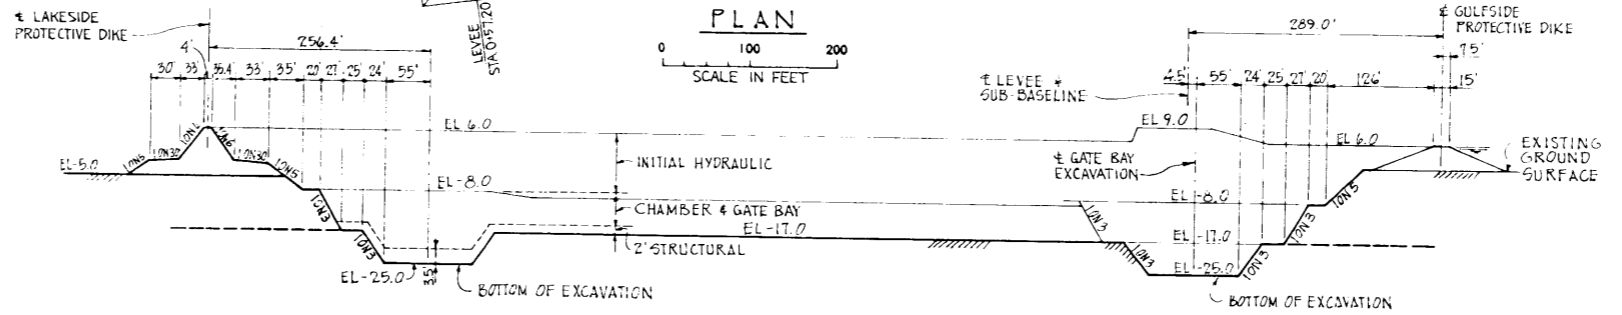 ℄ LAKESIDE
PROTECTIVE DIKE
4'
256.4'
30' 33' 35.4' 33' 35' 20' 27' 25' 24' 55'
LEVEE
STA 0+57.20
PLAN
0 100 200
SCALE IN FEET
289.0'
℄ GULFSIDE
PROTECTIVE DIKE
7.5'
4.5' 55' 24' 25' 27' 20' 126' 15'
℄ LEVEE &
SUB-BASELINE
EL 6.0
EL 9.0
EL 6.0
EXISTING
GROUND
SURFACE
EL-5.0
1ON5 1ON30 1ON6 1ON30 1ON5
INITIAL HYDRAULIC
℄ GATE BAY
EXCAVATION
EL-8.0
EL-8.0
1ON5
1ON3
CHAMBER & GATE BAY
1ON3
1ON3
EL-17.0
EL-17.0
1ON3
2' STRUCTURAL
1ON3
1ON3
EL-25.0
3.5'
EL-25.0
BOTTOM OF EXCAVATION
BOTTOM OF EXCAVATION